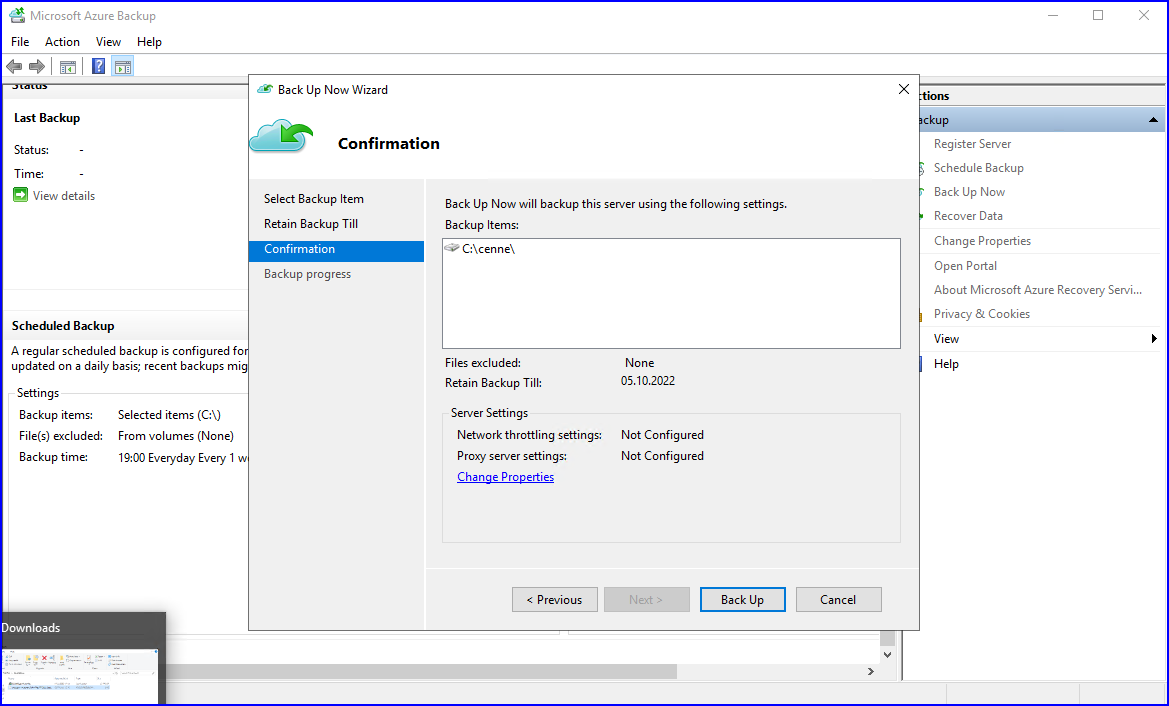 Microsoft Azure Backup
File Action View Help
Status
Last Backup
Status: -
Time: -
View details
Scheduled Backup
A regular scheduled backup is configured for
updated on a daily basis; recent backups mig
Settings
Backup items: Selected items (C:\)
File(s) excluded: From volumes (None)
Backup time: 19:00 Everyday Every 1 w
Downloads
Back Up Now Wizard
Confirmation
Select Backup Item
Retain Backup Till
Confirmation
Backup progress
Back Up Now will backup this server using the following settings.
Backup Items:
C:\cenne\
Files excluded: None
Retain Backup Till: 05.10.2022
Server Settings
Network throttling settings: Not Configured
Proxy server settings: Not Configured
Change Properties
< Previous
Next >
Back Up
Cancel
ctions
ackup
Register Server
Schedule Backup
Back Up Now
Recover Data
Change Properties
Open Portal
About Microsoft Azure Recovery Servi...
Privacy & Cookies
View
Help